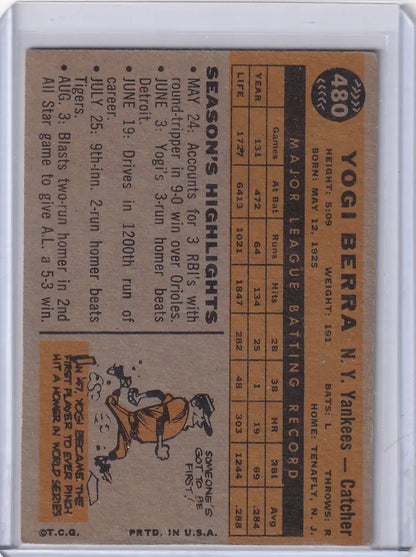 480
YOGI BERRA N. Y. Yankees — Catcher
HEIGHT: 5:09 WEIGHT: 191 BATS: L THROWS: R
BORN: MAY 12, 1925 HOME: TENAFLY, N. J.
MAJOR LEAGUE BATTING RECORD
Games At Bat Runs Hits 2B 3B HR RBI Avg.
YEAR 131 472 64 134 25 1 19 69 .284
LIFE 1727 6413 1021 1847 282 48 303 1244 .288
SEASON'S HIGHLIGHTS
• MAY 24: Accounts for 3 RBI's with
round-tripper in 9-0 win over Orioles.
• JUNE 3: Yogi's 3-run homer beats
Detroit.
• JUNE 19: Drives in 1200th run of
career.
• JULY 25: 9th-inn. 2-run homer beats
Tigers.
• AUG. 3: Blasts two-run homer in 2nd
All Star game to give A.L. a 5-3 win.
SOMEONE'S
GOT TO BE
FIRST!
IN 47, YOGI BECAME THE
FIRST PLAYER TO EVER PINCH
HIT A HOMER IN WORLD SERIES
©T.C.G. PRTD. IN U.S.A.